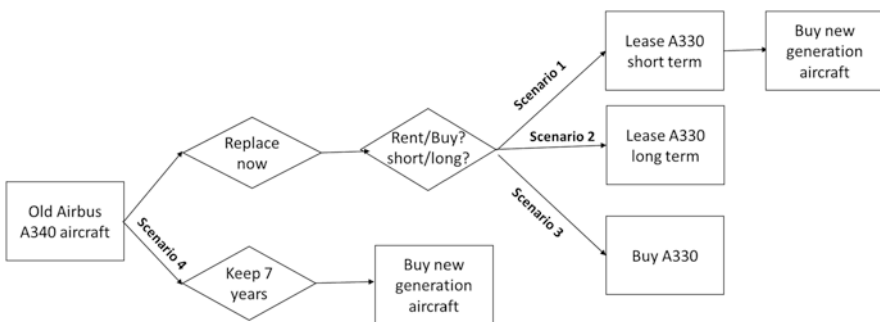 Old Airbus
A340 aircraft
Replace
now
Rent/Buy?
short/long?
Scenario 1
Lease A330
short term
Buy new
generation
aircraft
Scenario 2
Lease A330
long term
Scenario 3
Buy A330
Scenario 4
Keep 7
years
Buy new
generation
aircraft